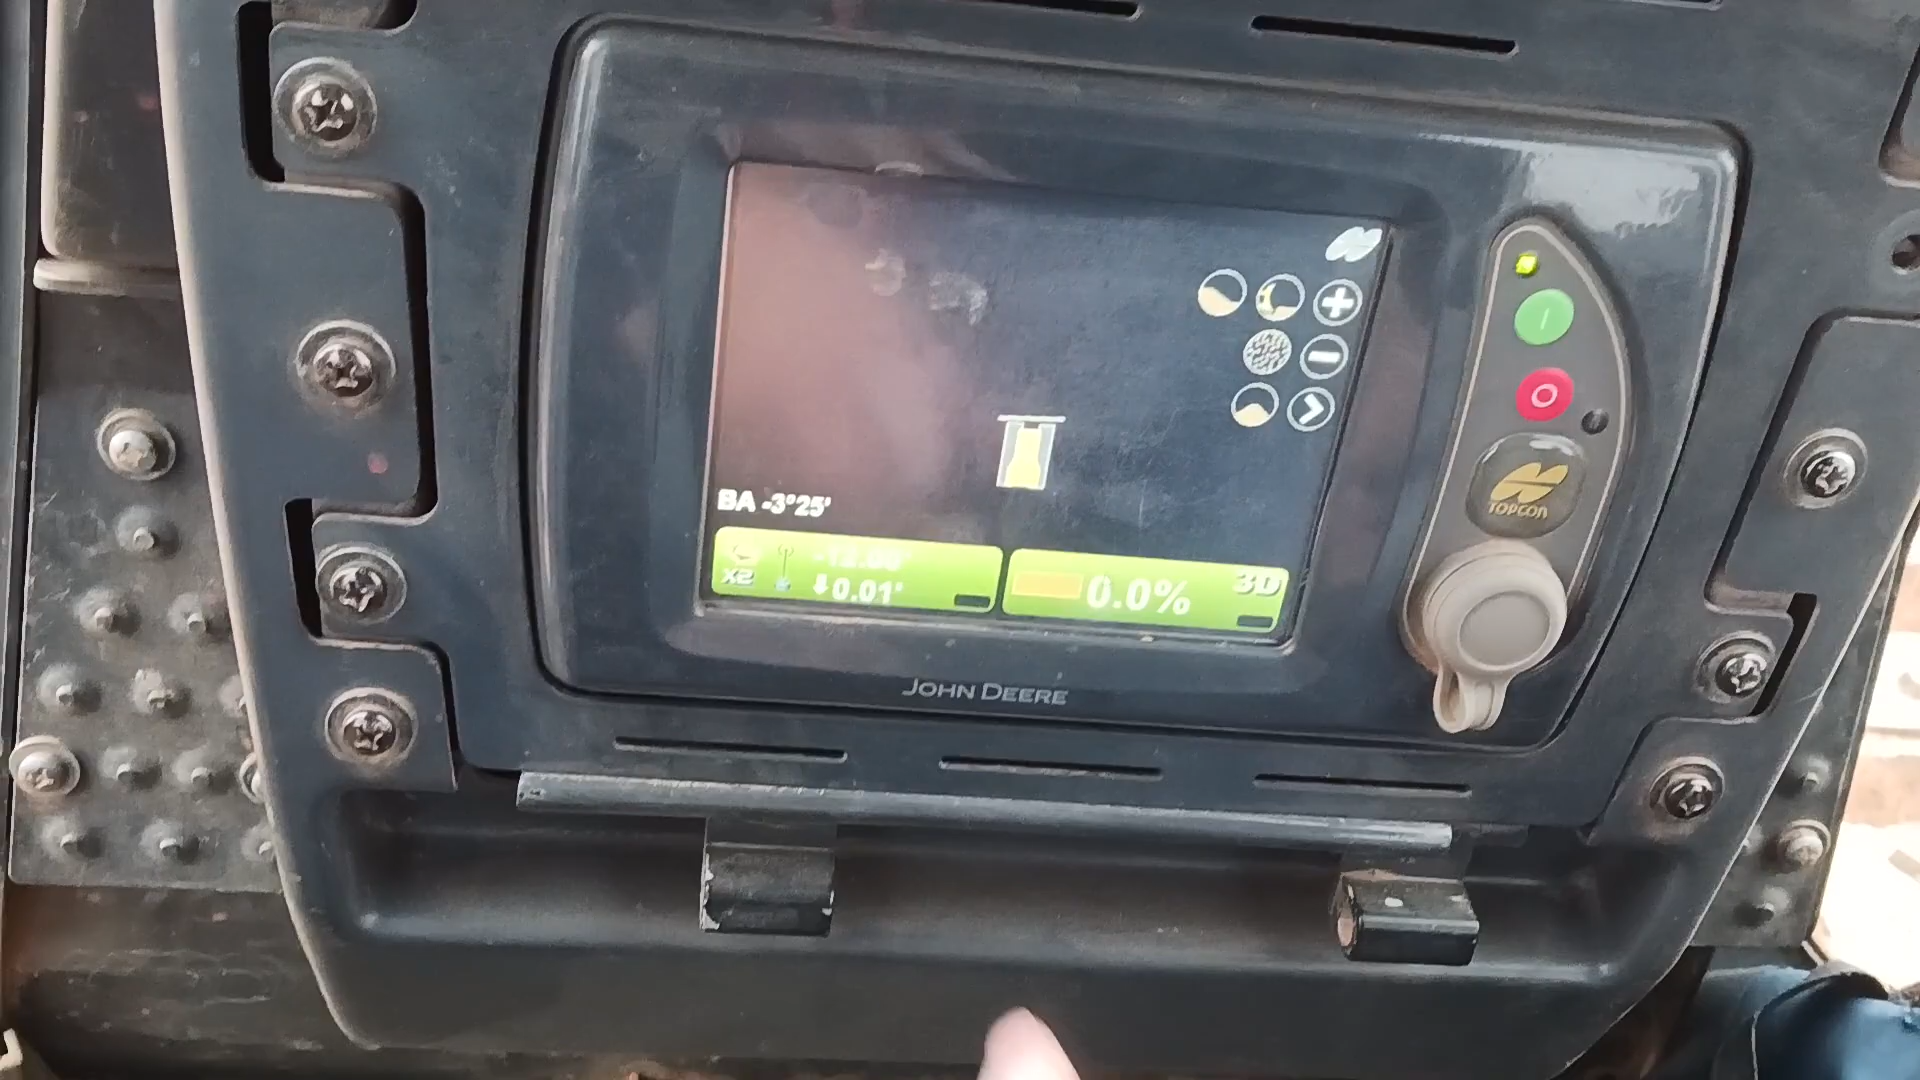 BA -3°25'
X2
↓0.01'
0.0%
3D
TOPCON
JOHN DEERE